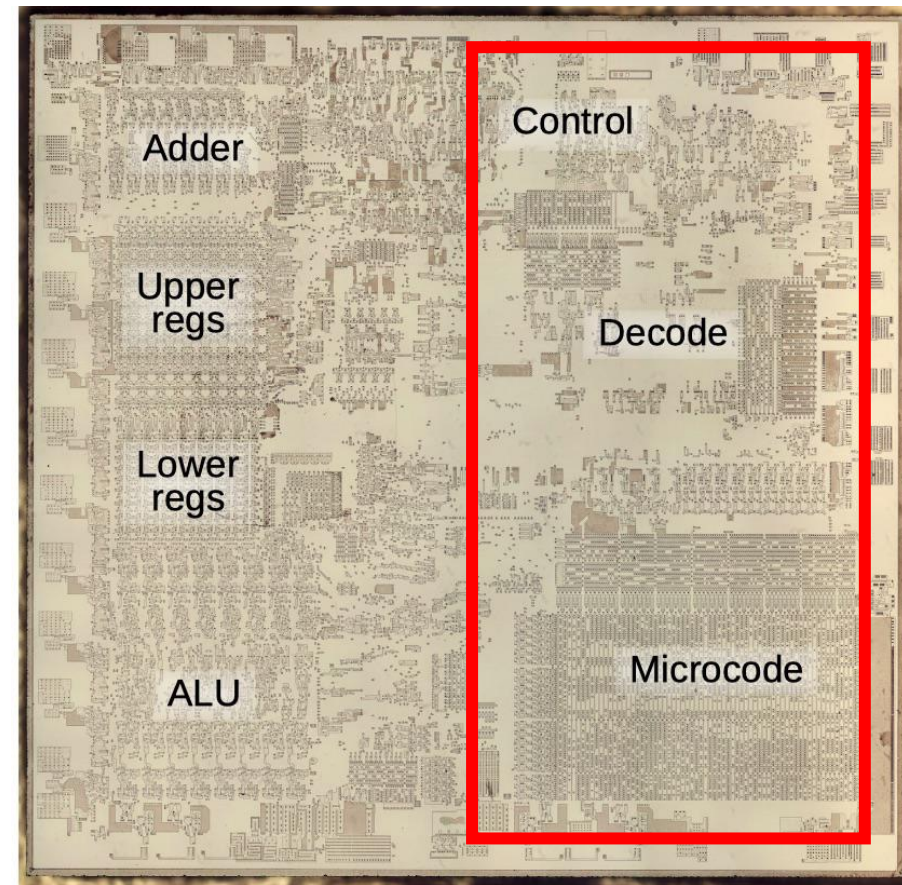 Adder
Control
Upper
regs
Decode
Lower
regs
Microcode
ALU